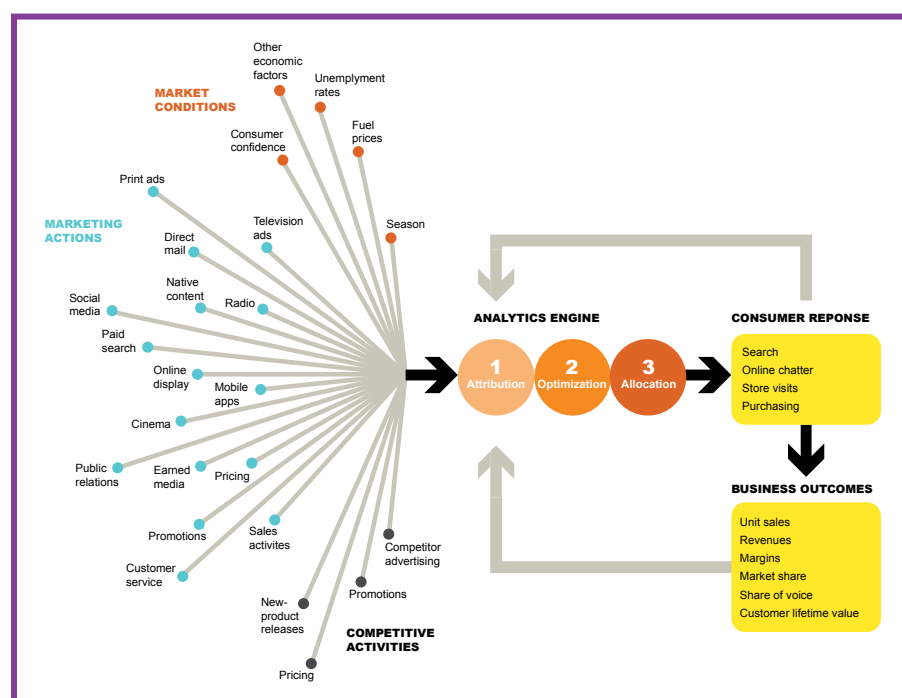 Other
economic
factors
Unemplyment
rates
MARKET
CONDITIONS
Fuel
prices
Consumer
confidence
Print ads
Season
MARKETING
ACTIONS
Television
ads
Direct
mail
Native
content
Radio
Social
media
Paid
search
Online
display
Mobile
apps
Cinema
Public
relations
Earned
media
Pricing
Promotions
Sales
activites
Customer
service
Competitor
advertising
Promotions
New-
product
releases
COMPETITIVE
ACTIVITIES
Pricing
ANALYTICS ENGINE
1
Attribution
2
Optimization
3
Allocation
CONSUMER REPONSE
Search
Online chatter
Store visits
Purchasing
BUSINESS OUTCOMES
Unit sales
Revenues
Margins
Market share
Share of voice
Customer lifetime value